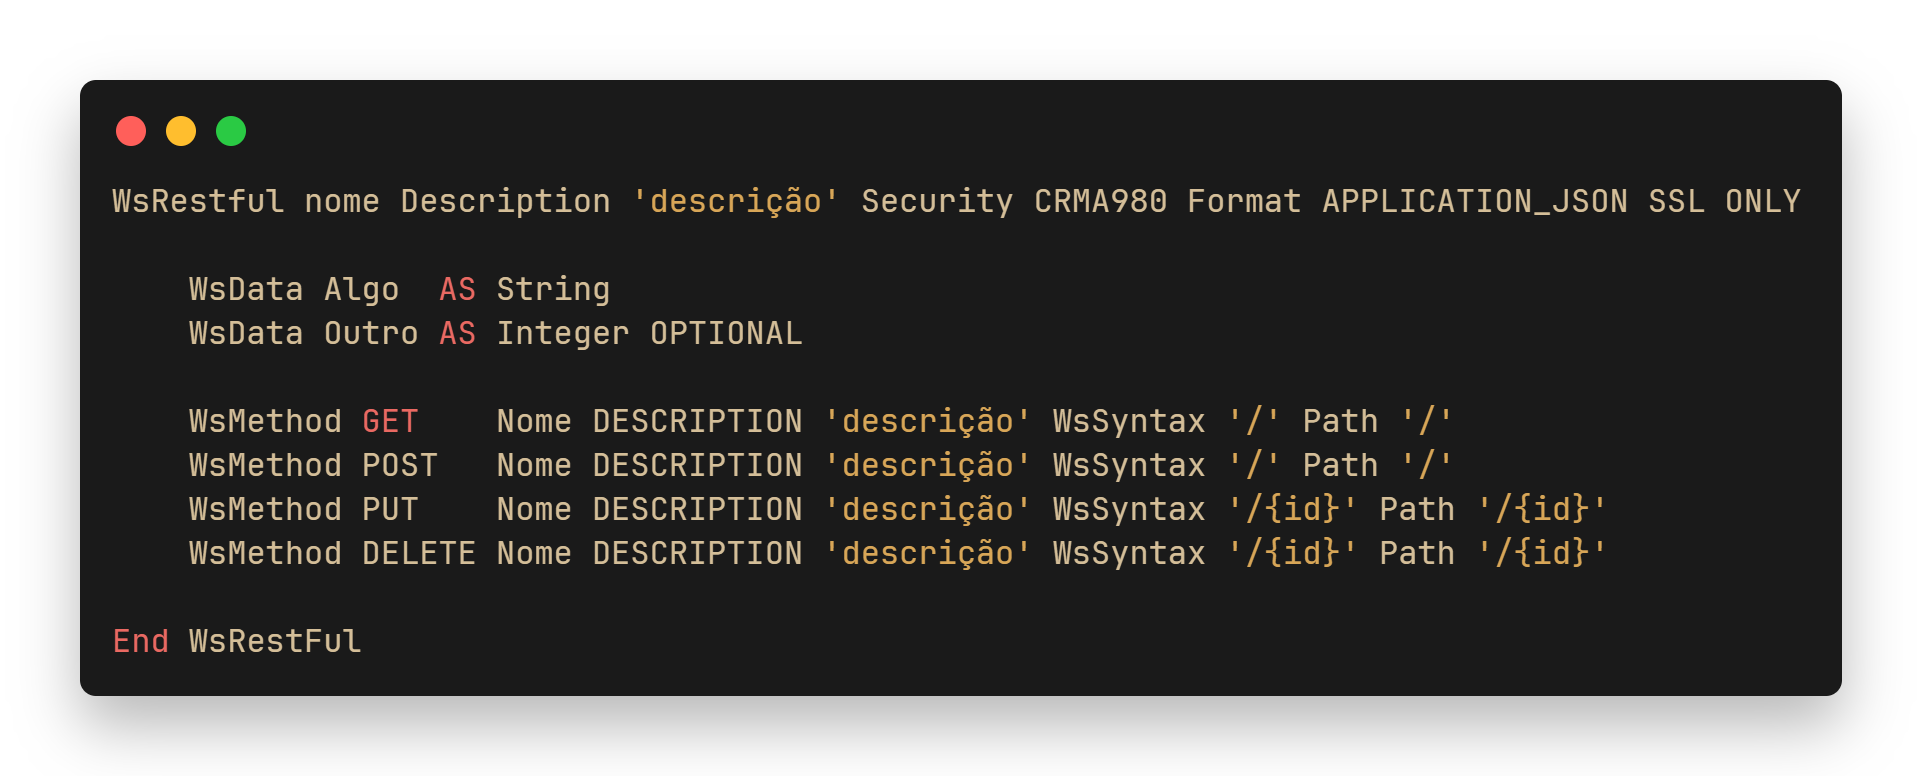 WsRestful nome Description 'descrição' Security CRMA980 Format APPLICATION_JSON SSL ONLY
WsData Algo  AS String
WsData Outro AS Integer OPTIONAL
WsMethod GET    Nome DESCRIPTION 'descrição' WsSyntax '/' Path '/'
WsMethod POST   Nome DESCRIPTION 'descrição' WsSyntax '/' Path '/'
WsMethod PUT    Nome DESCRIPTION 'descrição' WsSyntax '/{id}' Path '/{id}'
WsMethod DELETE Nome DESCRIPTION 'descrição' WsSyntax '/{id}' Path '/{id}'
End WsRestFul